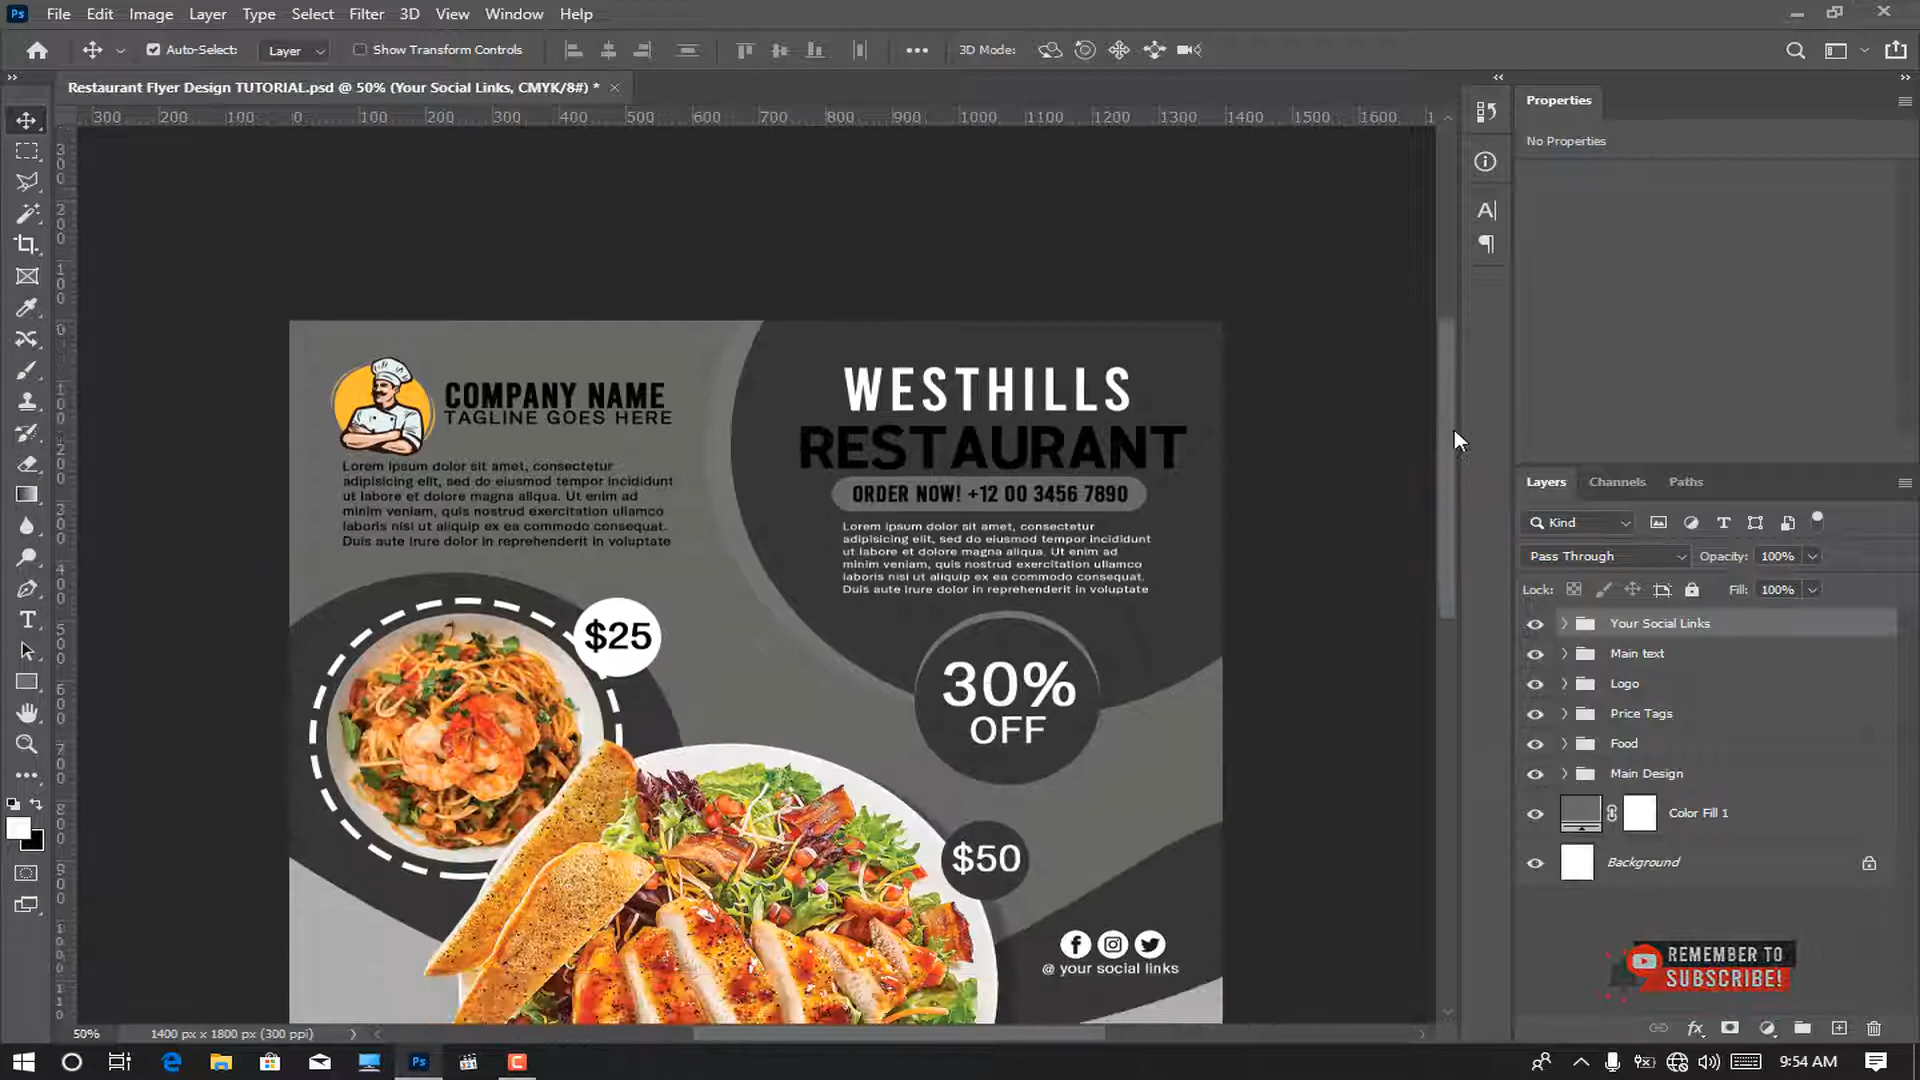 Ps File Edit Image Layer Type Select Filter 3D View Window Help
Auto-Select: Layer Show Transform Controls 3D Mode:
Restaurant Flyer Design TUTORIAL.psd @ 50% (Your Social Links, CMYK/8#) *
300 200 100 0 100 200 300 400 500 600 700 800 900 1000 1100 1200 1300 1400 1500 1600
Properties
No Properties
COMPANY NAME
TAGLINE GOES HERE
Lorem ipsum dolor sit amet, consectetur
adipisicing elit, sed do eiusmod tempor incididunt
ut labore et dolore magna aliqua. Ut enim ad
minim veniam, quis nostrud exercitation ullamco
laboris nisi ut aliquip ex ea commodo consequat.
Duis aute irure dolor in reprehenderit in voluptate
WESTHILLS
RESTAURANT
ORDER NOW! +12 00 3456 7890
Lorem ipsum dolor sit amet, consectetur
adipisicing elit, sed do eiusmod tempor incididunt
ut labore et dolore magna aliqua. Ut enim ad
minim veniam, quis nostrud exercitation ullamco
laboris nisi ut aliquip ex ea commodo consequat.
Duis aute irure dolor in reprehenderit in voluptate
$25
30%
OFF
$50
@ your social links
Layers Channels Paths
Kind
Pass Through Opacity: 100%
Lock: Fill: 100%
Your Social Links
Main text
Logo
Price Tags
Food
Main Design
Color Fill 1
Background
REMEMBER TO
SUBSCRIBE!
50% 1400 px x 1800 px (300 ppi)
Ps 9:54 AM